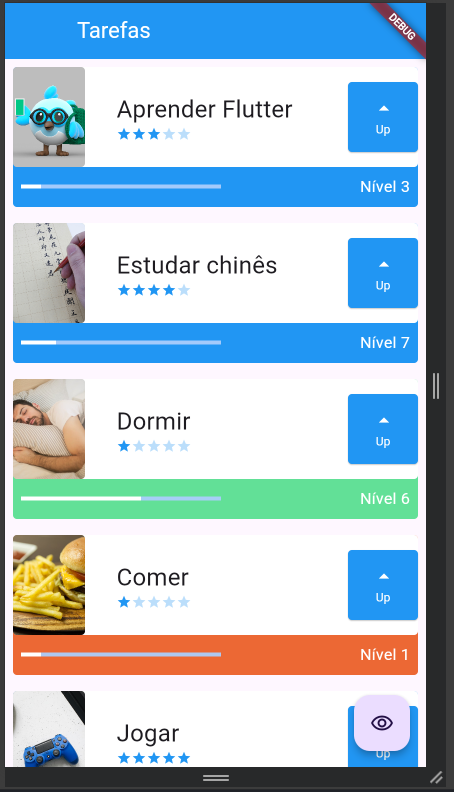 Tarefas
DEBUG
Aprender Flutter
Up
Nível 3
Estudar chinês
Up
Nível 7
Dormir
Up
Nível 6
Comer
Up
Nível 1
Jogar
Up